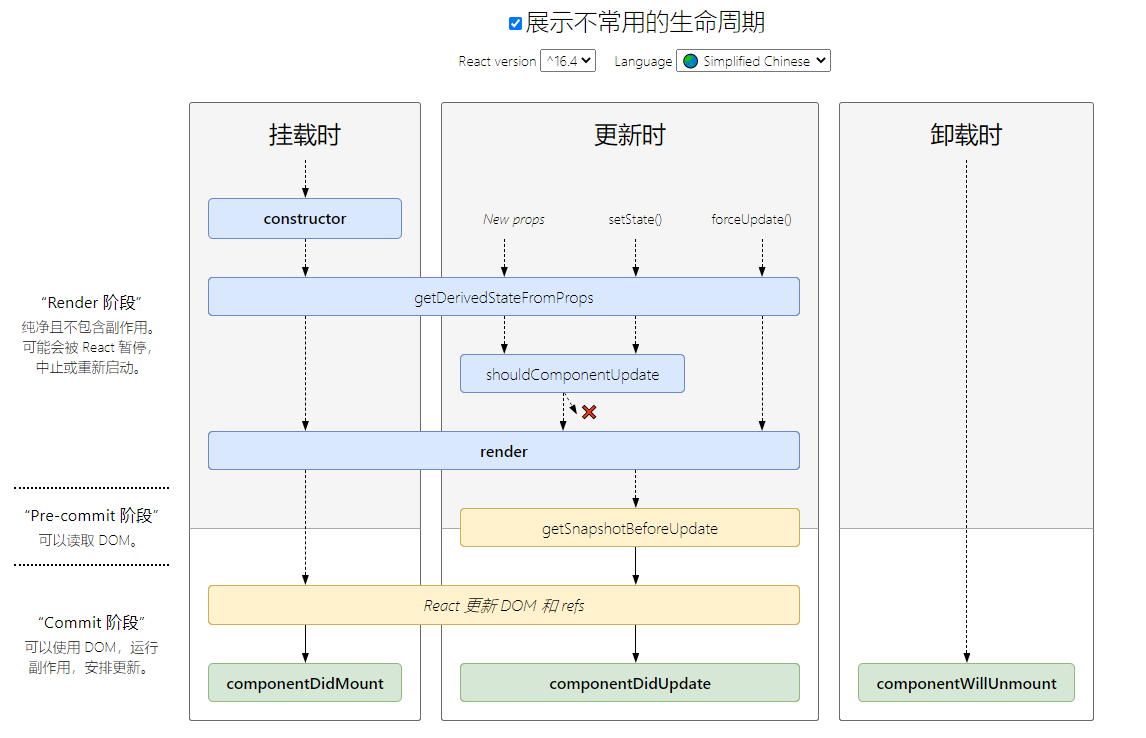 展示不常用的生命周期
React version ^16.4 Language Simplified Chinese
挂载时
更新时
卸载时
constructor
New props
setState()
forceUpdate()
getDerivedStateFromProps
“Render 阶段”
纯净且不包含副作用。
可能会被 React 暂停，
中止或重新启动。
shouldComponentUpdate
render
“Pre-commit 阶段”
可以读取 DOM。
getSnapshotBeforeUpdate
React 更新 DOM 和 refs
“Commit 阶段”
可以使用 DOM，运行
副作用，安排更新。
componentDidMount
componentDidUpdate
componentWillUnmount